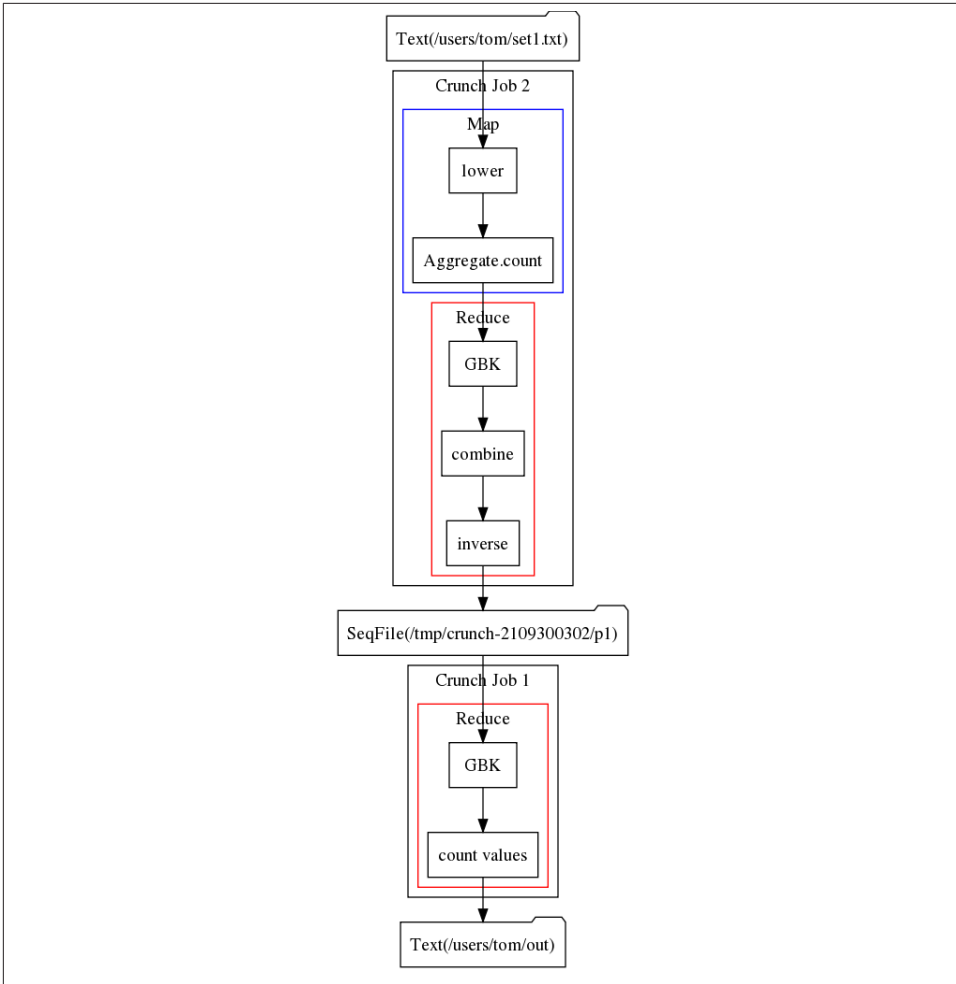 Text(/users/tom/set1.txt)
Crunch Job 2
Map
lower
Aggregate.count
Reduce
GBK
combine
inverse
SeqFile(/tmp/crunch-2109300302/p1)
Crunch Job 1
Reduce
GBK
count values
Text(/users/tom/out)